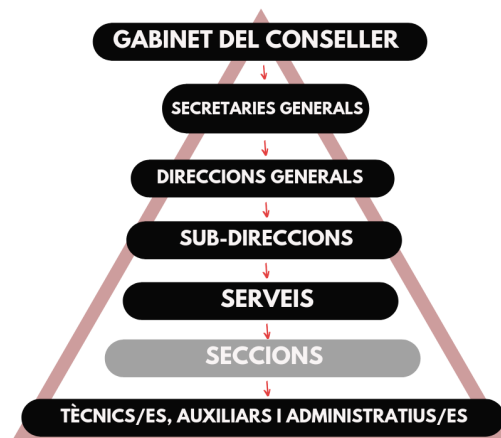 GABINET DEL CONSELLER
SECRETARIES GENERALS
DIRECCIONS GENERALS
SUB-DIRECCIONS
SERVEIS
SECCIONS
TÈCNICS/ES, AUXILIARS I ADMINISTRATIUS/ES